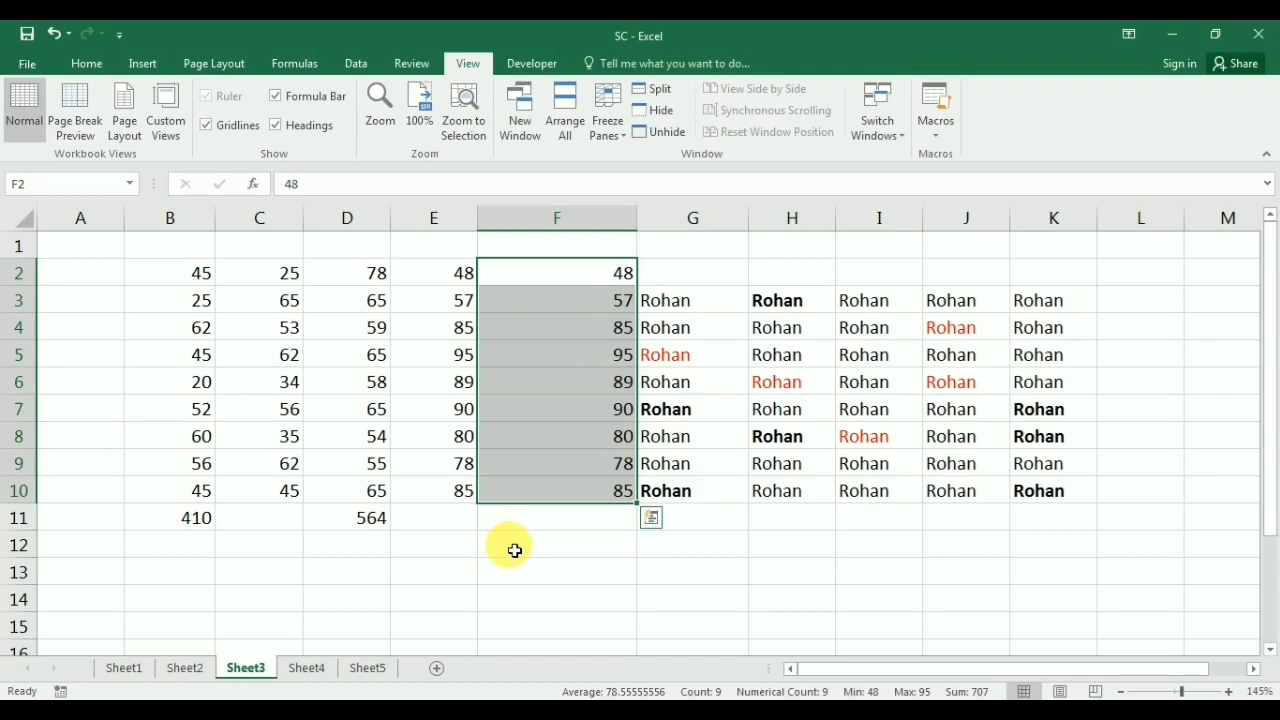 SC - Excel
File Home Insert Page Layout Formulas Data Review View Developer Tell me what you want to do... Sign in Share
Normal Page Break Preview Page Layout Custom Views
Workbook Views
Ruler Formula Bar
Gridlines Headings
Show
Zoom 100% Zoom to Selection
Zoom
New Window Arrange All Freeze Panes
Split
Hide
Unhide
View Side by Side
Synchronous Scrolling
Reset Window Position
Window
Switch Windows
Macros
Macros
F2 fx 48
A B C D E F G H I J K L M
1
2 45 25 78 48 48
3 25 65 65 57 57 Rohan Rohan Rohan Rohan Rohan
4 62 53 59 85 85 Rohan Rohan Rohan Rohan Rohan
5 45 62 65 95 95 Rohan Rohan Rohan Rohan Rohan
6 20 34 58 89 89 Rohan Rohan Rohan Rohan Rohan
7 52 56 65 90 90 Rohan Rohan Rohan Rohan Rohan
8 60 35 54 80 80 Rohan Rohan Rohan Rohan Rohan
9 56 62 55 78 78 Rohan Rohan Rohan Rohan Rohan
10 45 45 65 85 85 Rohan Rohan Rohan Rohan Rohan
11 410 564
12
13
14
15
16
Sheet1 Sheet2 Sheet3 Sheet4 Sheet5
Ready Average: 78.55555556 Count: 9 Numerical Count: 9 Min: 48 Max: 95 Sum: 707 145%